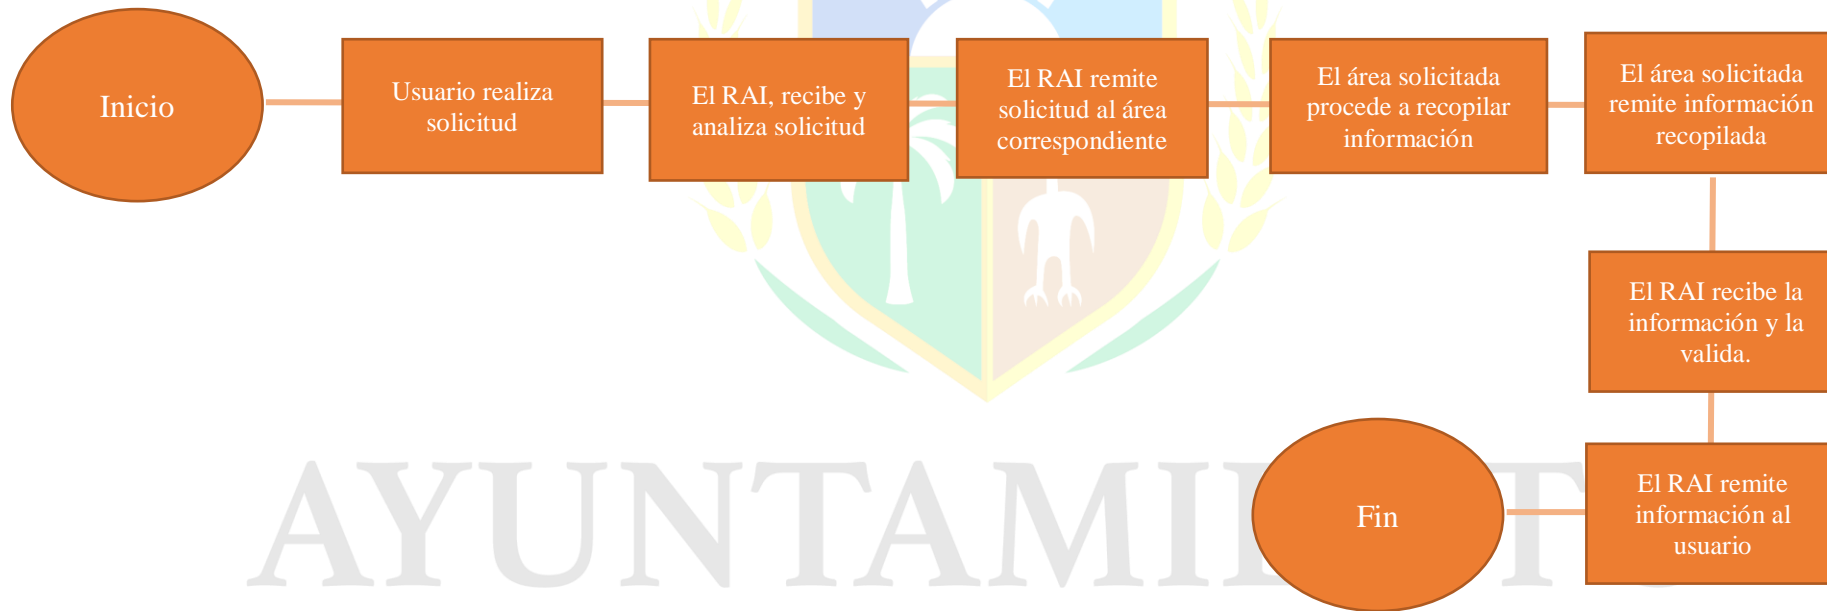 Inicio
Usuario realiza
solicitud
El RAI, recibe y
analiza solicitud
El RAI remite
solicitud al área
correspondiente
El área solicitada
procede a recopilar
información
El área solicitada
remite información
recopilada
El RAI recibe la
información y la
valida.
El RAI remite
información al
usuario
Fin